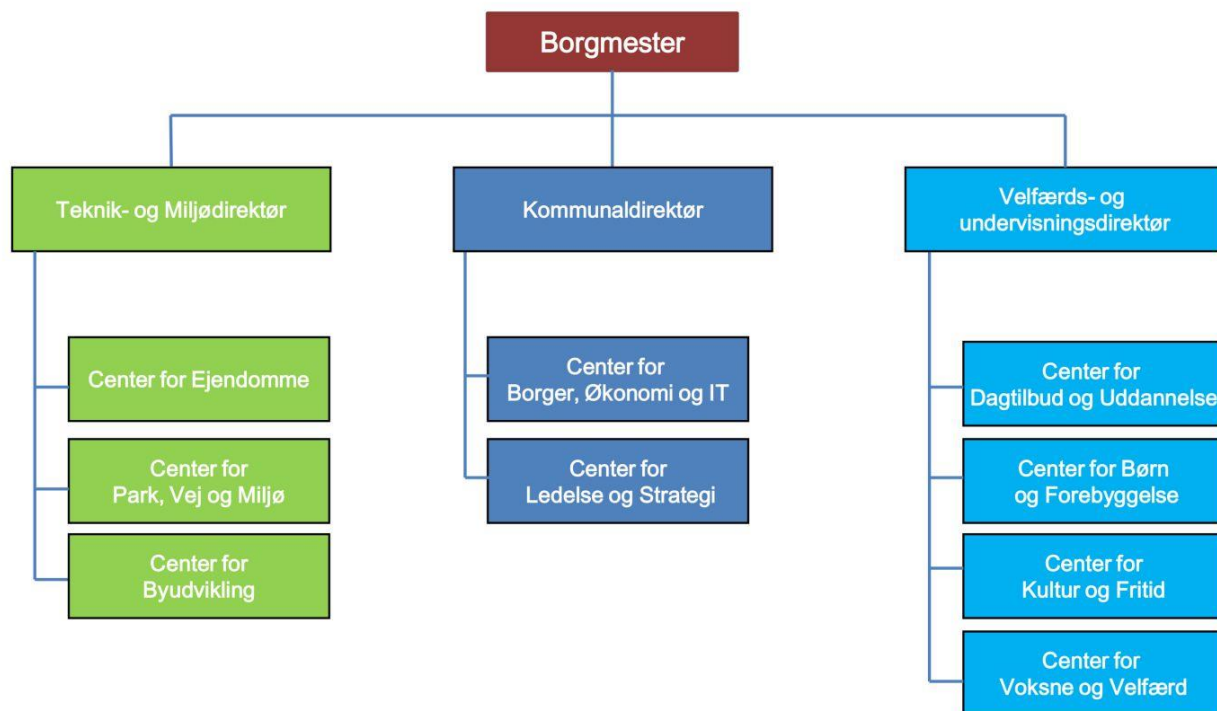 Borgmester
Teknik- og Miljødirektør
Center for Ejendomme
Center for
Park, Vej og Miljø
Center for
Byudvikling
Kommunaldirektør
Center for
Borger, Økonomi og IT
Center for
Ledelse og Strategi
Velfærds- og
undervisningsdirektør
Center for
Dagtilbud og Uddannelse
Center for Børn
og Forebyggelse
Center for
Kultur og Fritid
Center for
Voksne og Velfærd